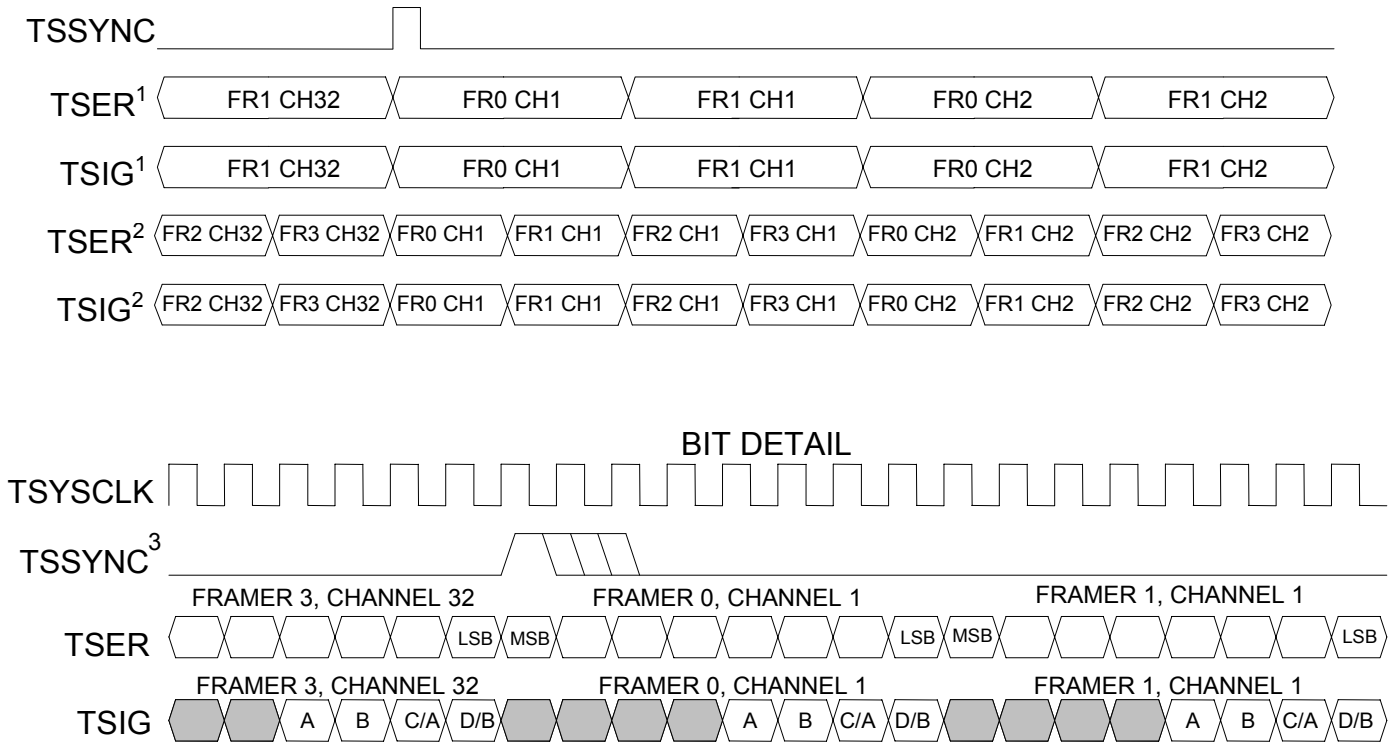 TSSYNC
TSER¹ FR1 CH32 FR0 CH1 FR1 CH1 FR0 CH2 FR1 CH2
TSIG¹ FR1 CH32 FR0 CH1 FR1 CH1 FR0 CH2 FR1 CH2
TSER² FR2 CH32 FR3 CH32 FR0 CH1 FR1 CH1 FR2 CH1 FR3 CH1 FR0 CH2 FR1 CH2 FR2 CH2 FR3 CH2
TSIG² FR2 CH32 FR3 CH32 FR0 CH1 FR1 CH1 FR2 CH1 FR3 CH1 FR0 CH2 FR1 CH2 FR2 CH2 FR3 CH2
BIT DETAIL
TSYSCLK
TSSYNC³
FRAMER 3, CHANNEL 32 FRAMER 0, CHANNEL 1 FRAMER 1, CHANNEL 1
TSER LSB MSB LSB MSB LSB
FRAMER 3, CHANNEL 32 FRAMER 0, CHANNEL 1 FRAMER 1, CHANNEL 1
TSIG A B C/A D/B A B C/A D/B A B C/A D/B